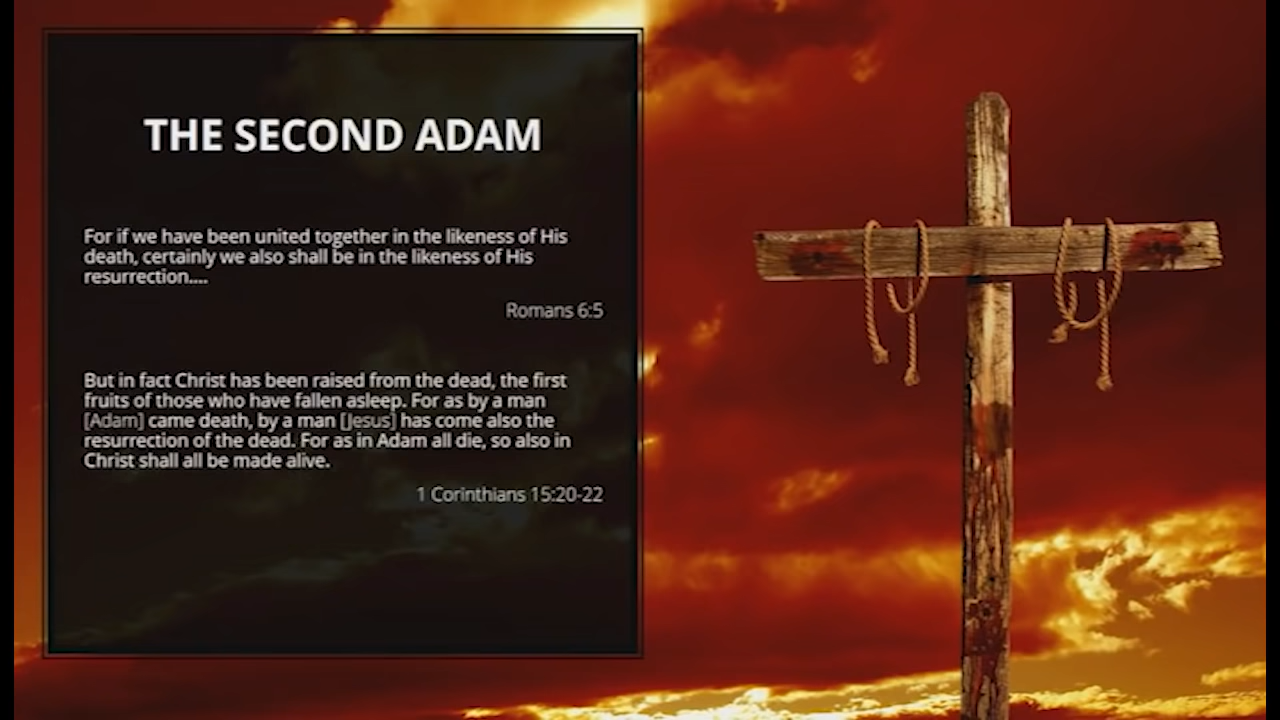 THE SECOND ADAM
For if we have been united together in the likeness of His
death, certainly we also shall be in the likeness of His
resurrection....
Romans 6:5
But in fact Christ has been raised from the dead, the first
fruits of those who have fallen asleep. For as by a man
[Adam] came death, by a man [Jesus] has come also the
resurrection of the dead. For as in Adam all die, so also in
Christ shall all be made alive.
1 Corinthians 15:20-22